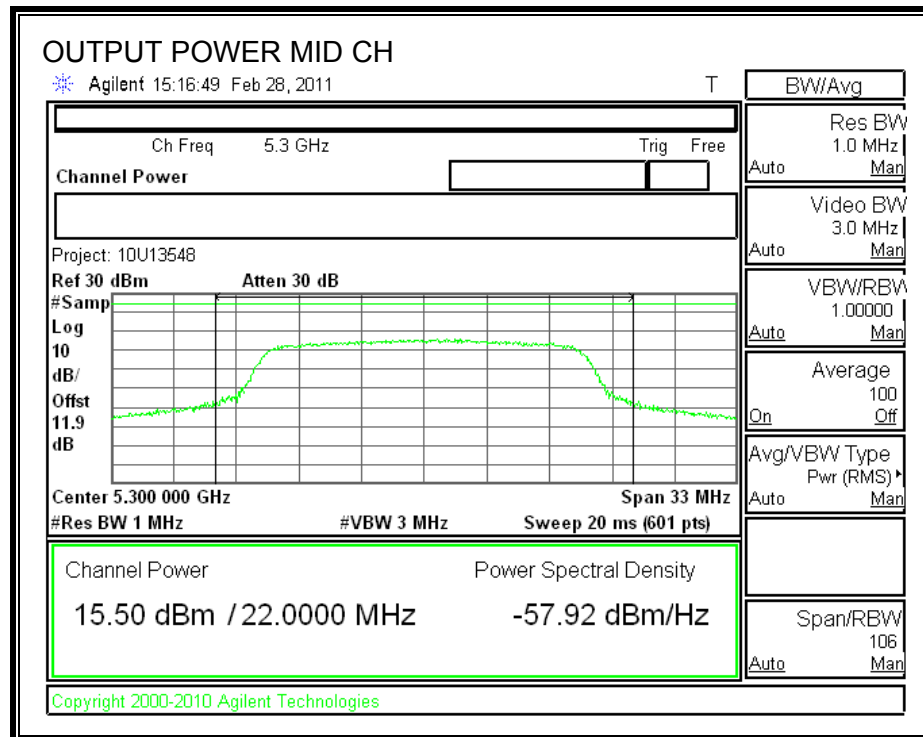 OUTPUT POWER MID CH
Agilent 15:16:49 Feb 28, 2011 T
BW/Avg
Ch Freq 5.3 GHz Trig Free
Channel Power
Project: 10U13548
Ref 30 dBm Atten 30 dB
#Samp
Log
10
dB/
Offst
11.9
dB
Center 5.300 000 GHz Span 33 MHz
#Res BW 1 MHz #VBW 3 MHz Sweep 20 ms (601 pts)
Channel Power Power Spectral Density
15.50 dBm / 22.0000 MHz -57.92 dBm/Hz
Copyright 2000-2010 Agilent Technologies
Res BW
1.0 MHz
Auto Man
Video BW
3.0 MHz
Auto Man
VBW/RBW
1.00000
Auto Man
Average
100
On Off
Avg/VBW Type
Pwr (RMS)
Auto Man
Span/RBW
106
Auto Man